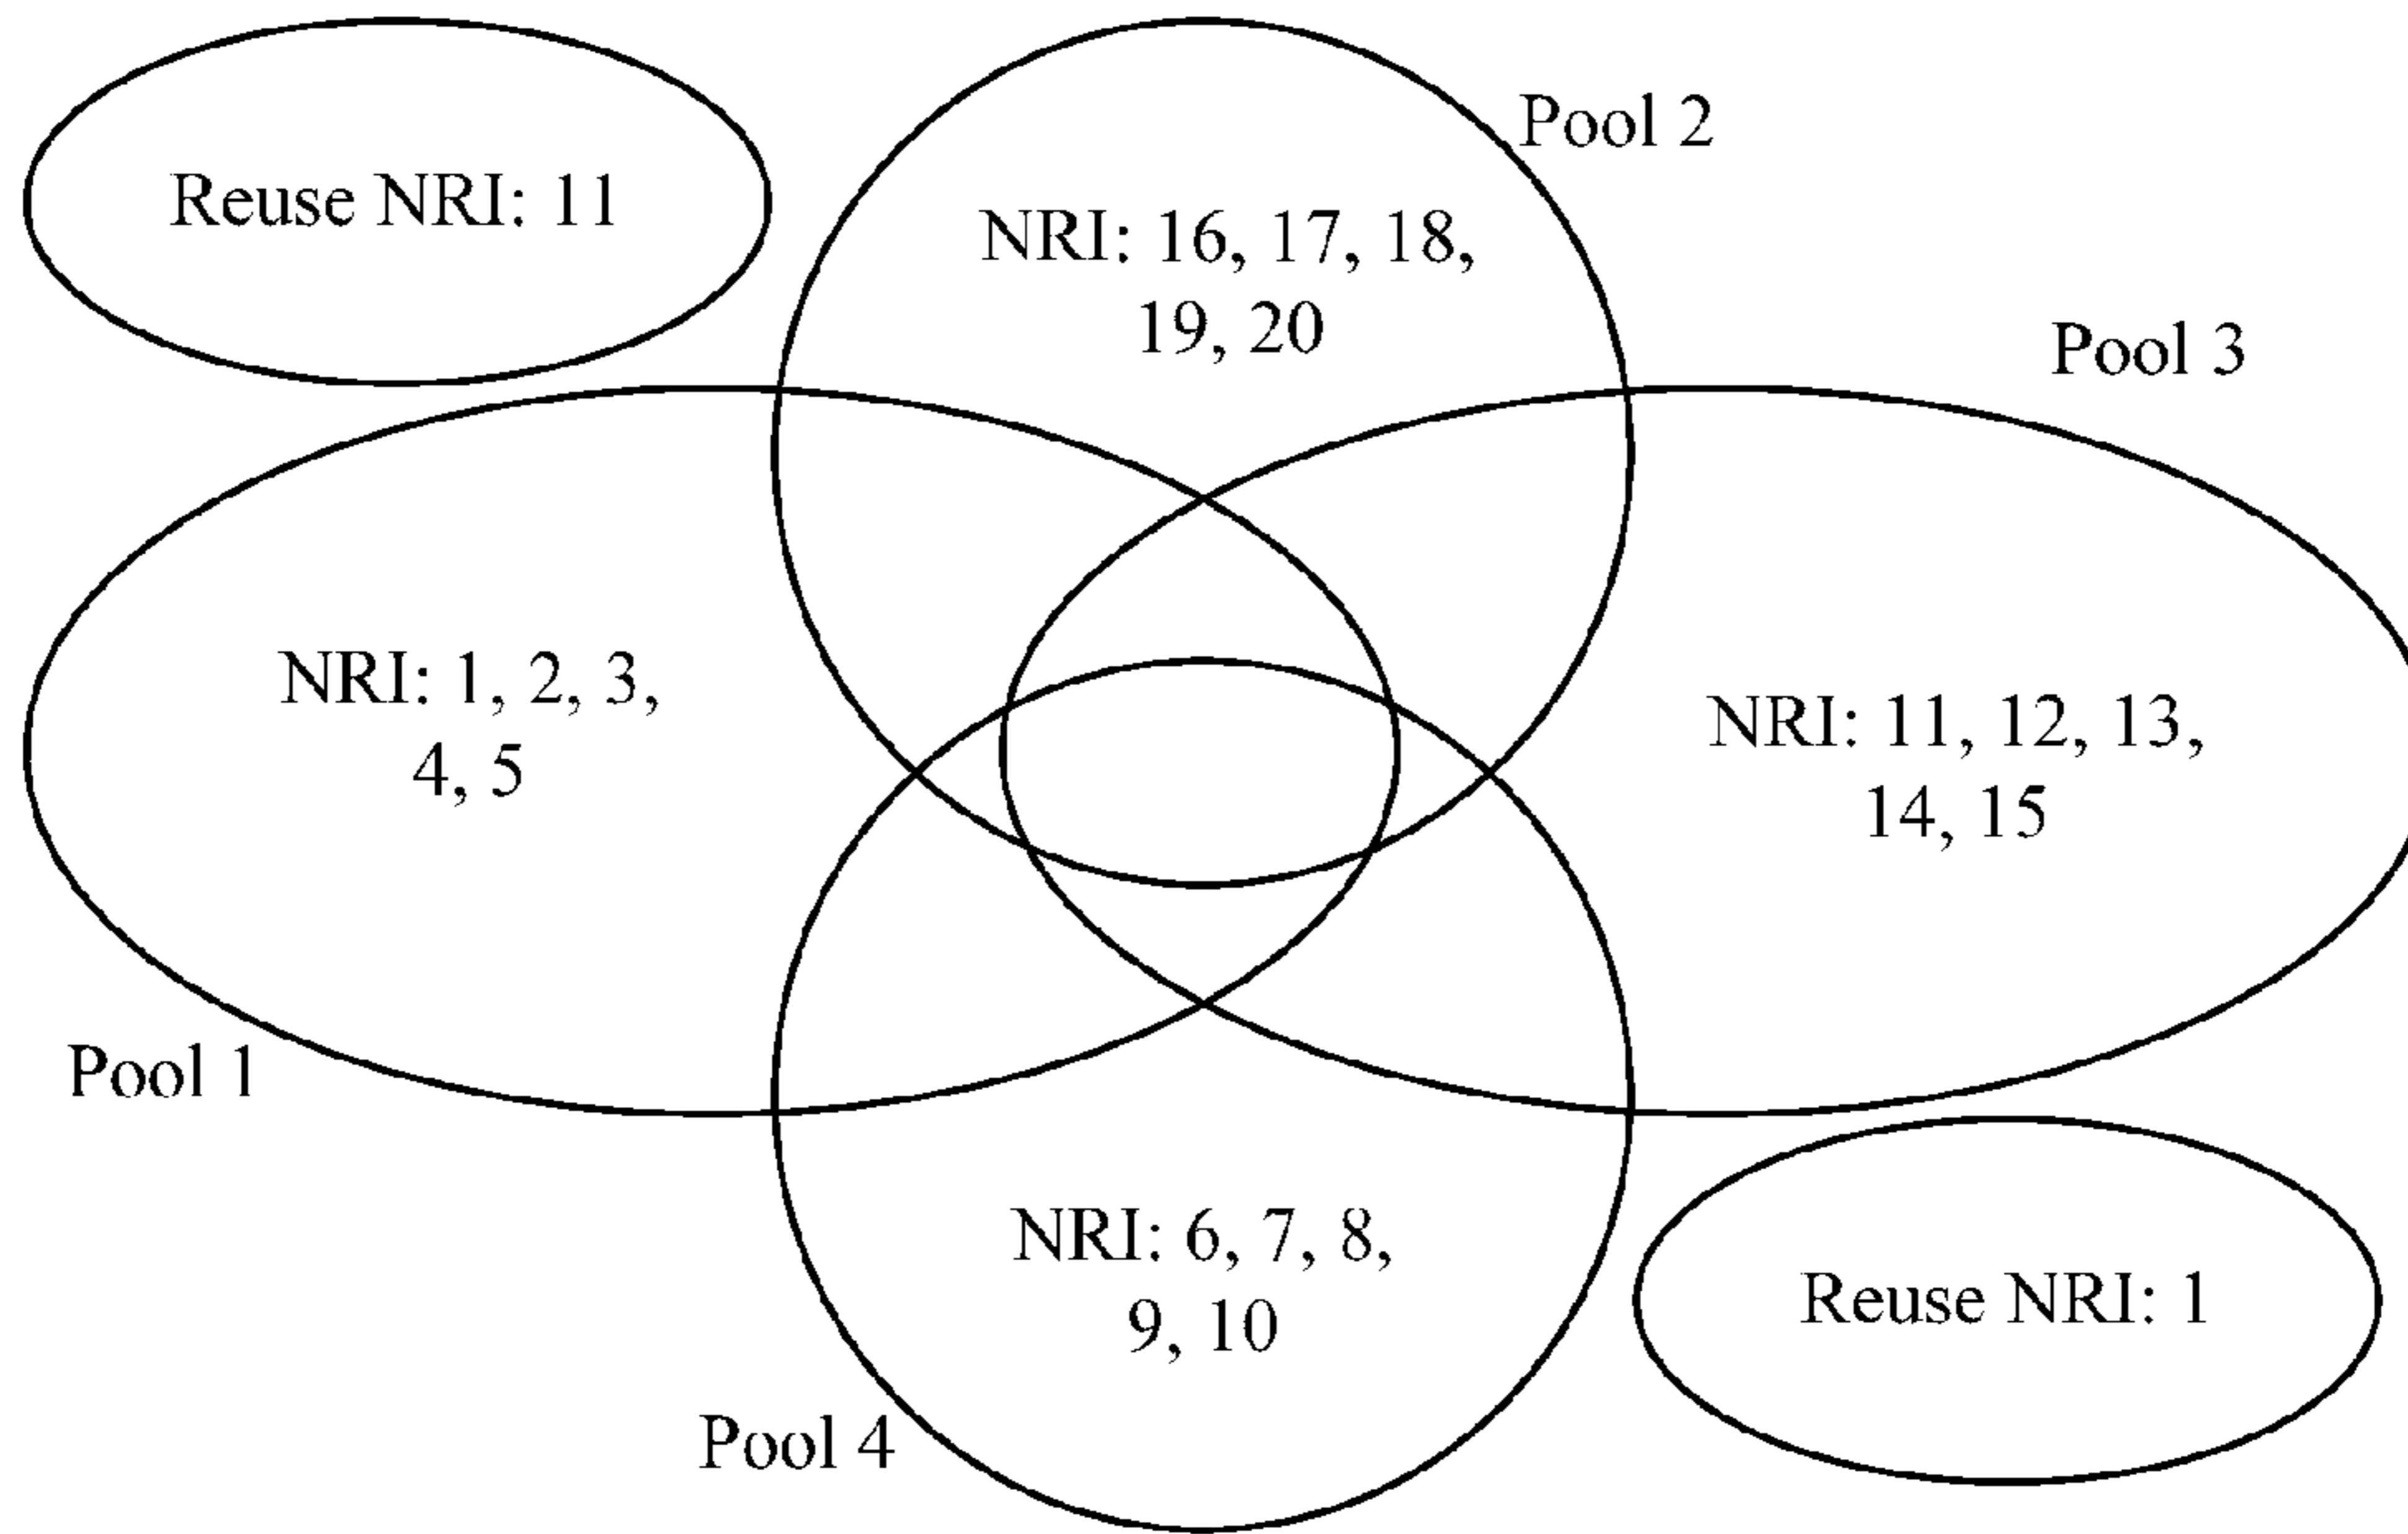 Pool 2
Reuse NRI: 11
NRI: 16, 17, 18,
19, 20
Pool 3
NRI: 1, 2, 3,
4, 5
NRI: 11, 12, 13,
14, 15
Pool 1
NRI: 6, 7, 8,
9, 10
Reuse NRI: 1
Pool 4